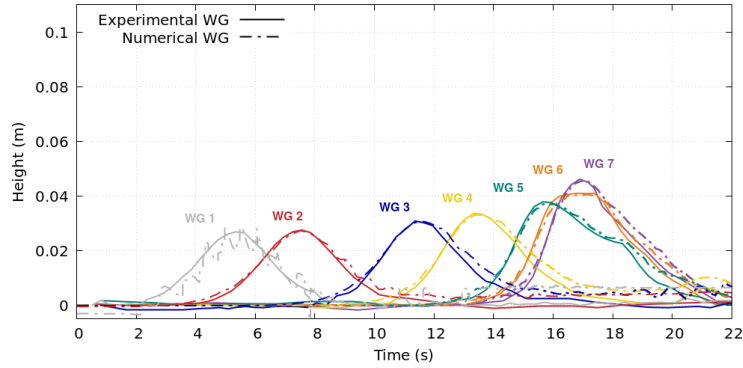 Experimental WG
Numerical WG
0.1
0.08
0.06
0.04
0.02
0
Height (m)
WG 1
WG 2
WG 3
WG 4
WG 5
WG 6
WG 7
0 2 4 6 8 10 12 14 16 18 20 22
Time (s)